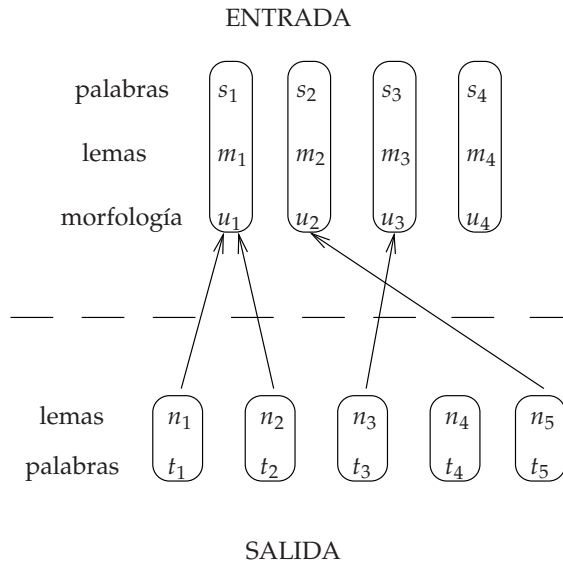 ENTRADA
palabras s₁ s₂ s₃ s₄
lemas m₁ m₂ m₃ m₄
morfología u₁ u₂ u₃ u₄
lemas n₁ n₂ n₃ n₄ n₅
palabras t₁ t₂ t₃ t₄ t₅
SALIDA